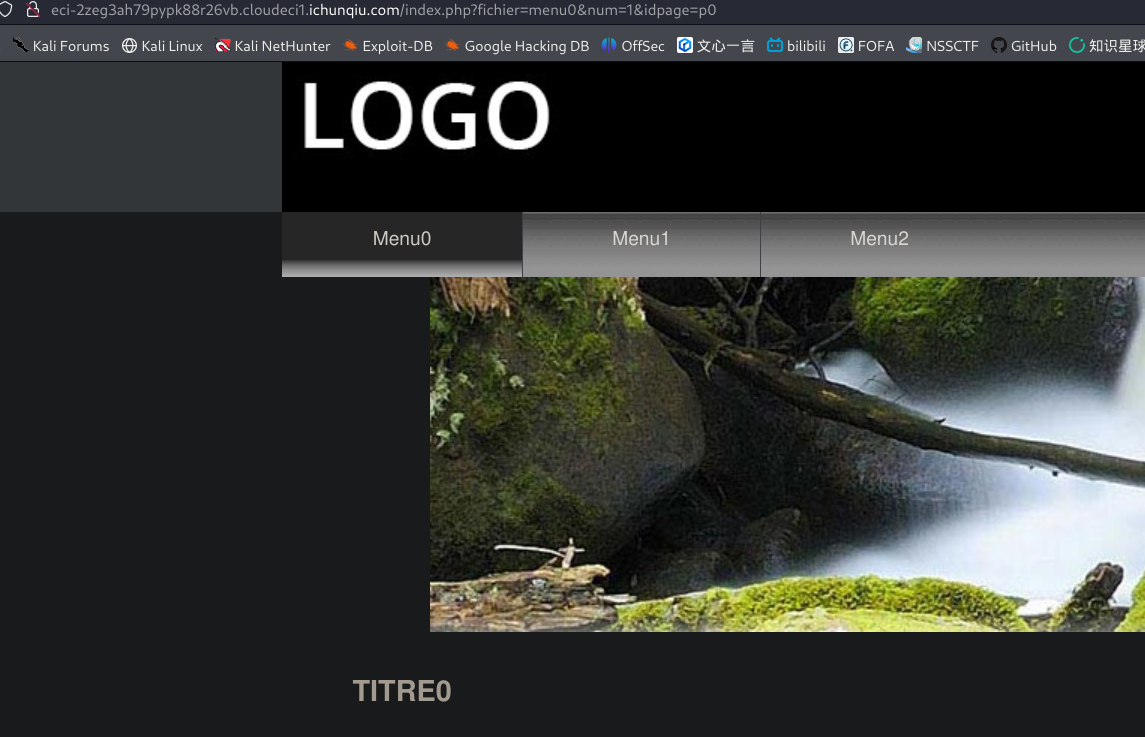 eci-2zeg3ah79pypk88r26vb.cloudeci1.ichunqiu.com/index.php?fichier=menu0&num=1&idpage=p0
Kali Forums Kali Linux Kali NetHunter Exploit-DB Google Hacking DB OffSec 文心一言 bilibili FOFA NSSCTF GitHub 知识星球
LOGO
Menu0 Menu1 Menu2
TITRE0